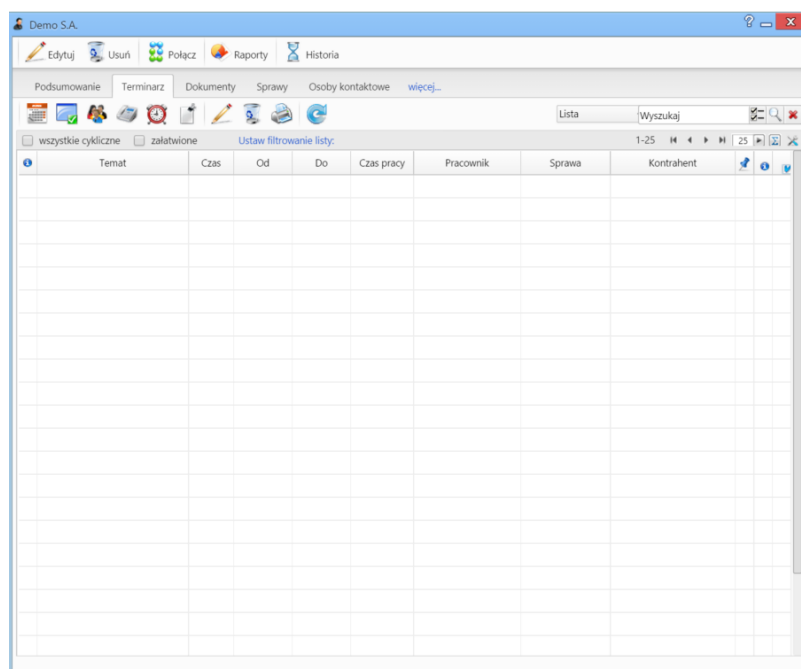 Demo S.A.
Edytuj Usuń Połącz Raporty Historia
Podsumowanie Terminarz Dokumenty Sprawy Osoby kontaktowe więcej...
Lista Wyszukaj
wszystkie cykliczne załatwione Ustaw filtrowanie listy: 1-25 25
Temat Czas Od Do Czas pracy Pracownik Sprawa Kontrahent